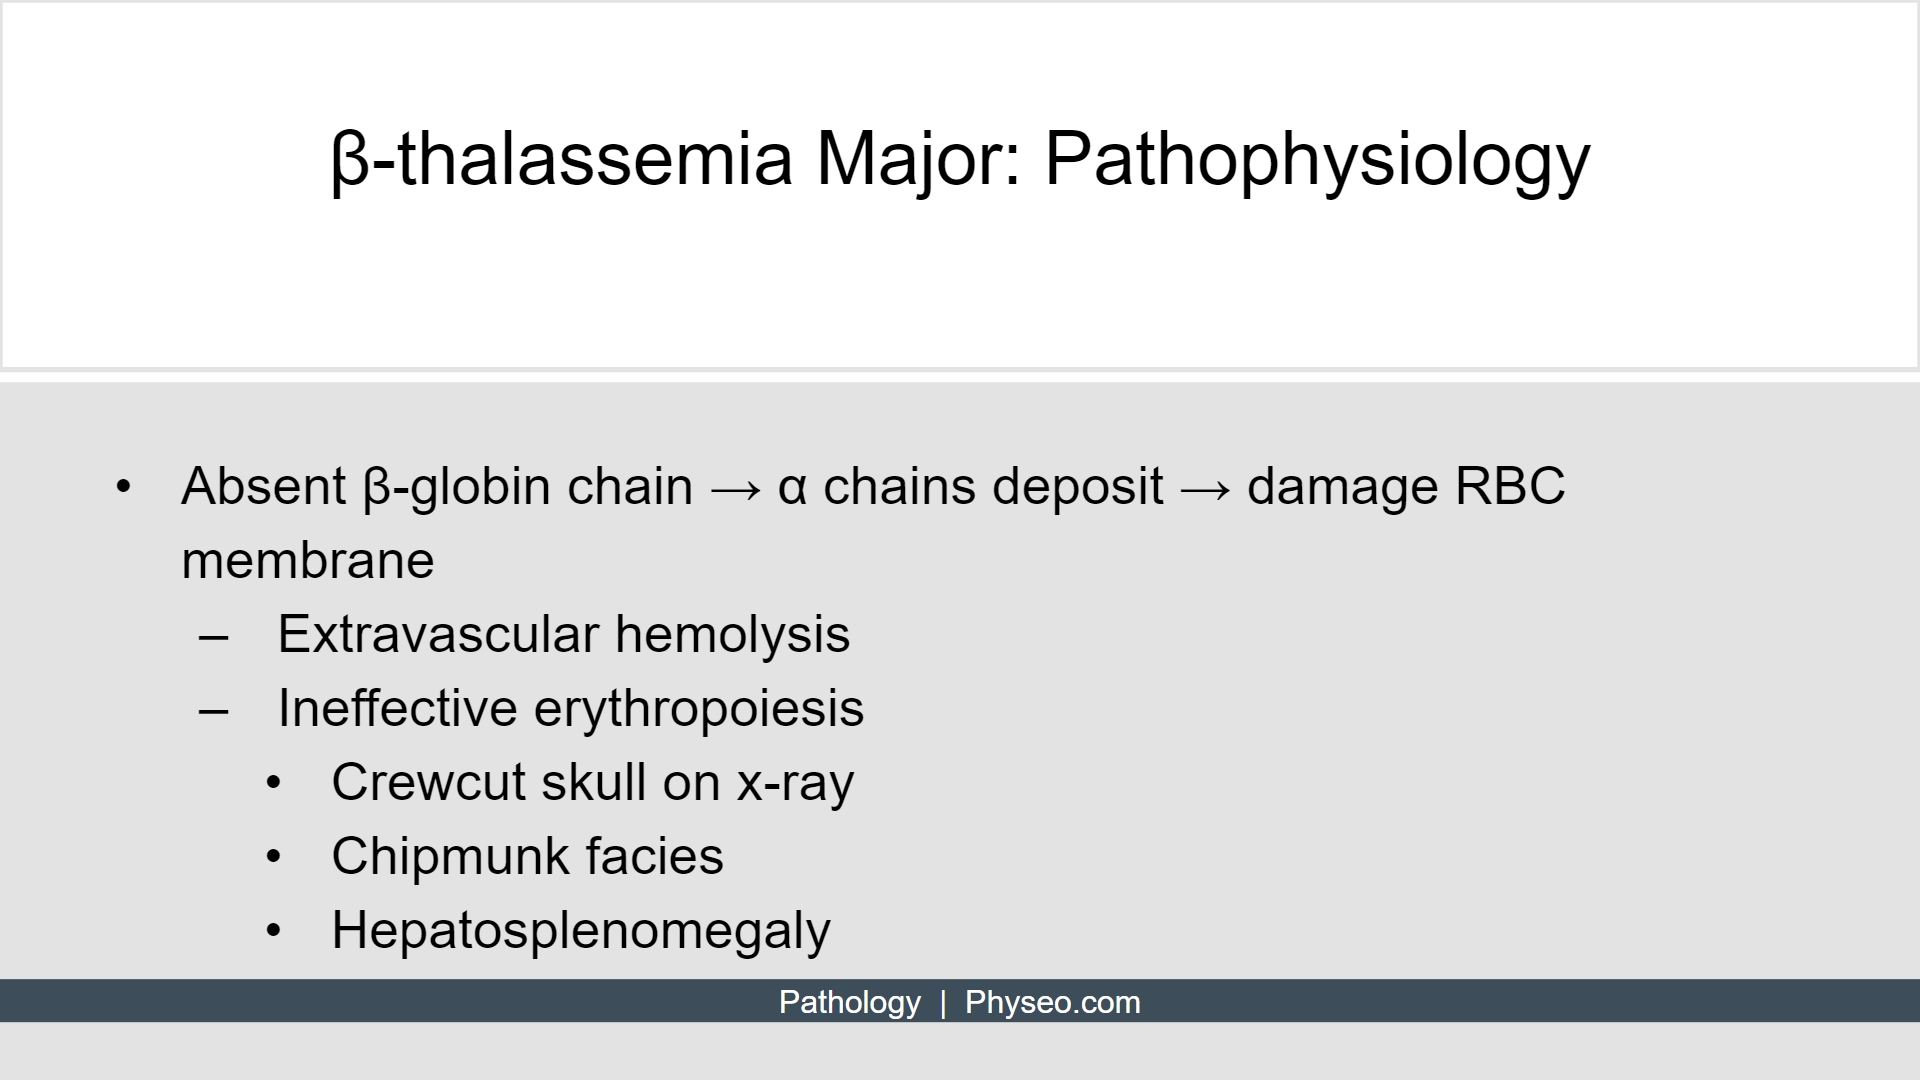 β-thalassemia Major: Pathophysiology
• Absent β-globin chain → α chains deposit → damage RBC
membrane
– Extravascular hemolysis
– Ineffective erythropoiesis
• Crewcut skull on x-ray
• Chipmunk facies
• Hepatosplenomegaly
Pathology | Physeo.com